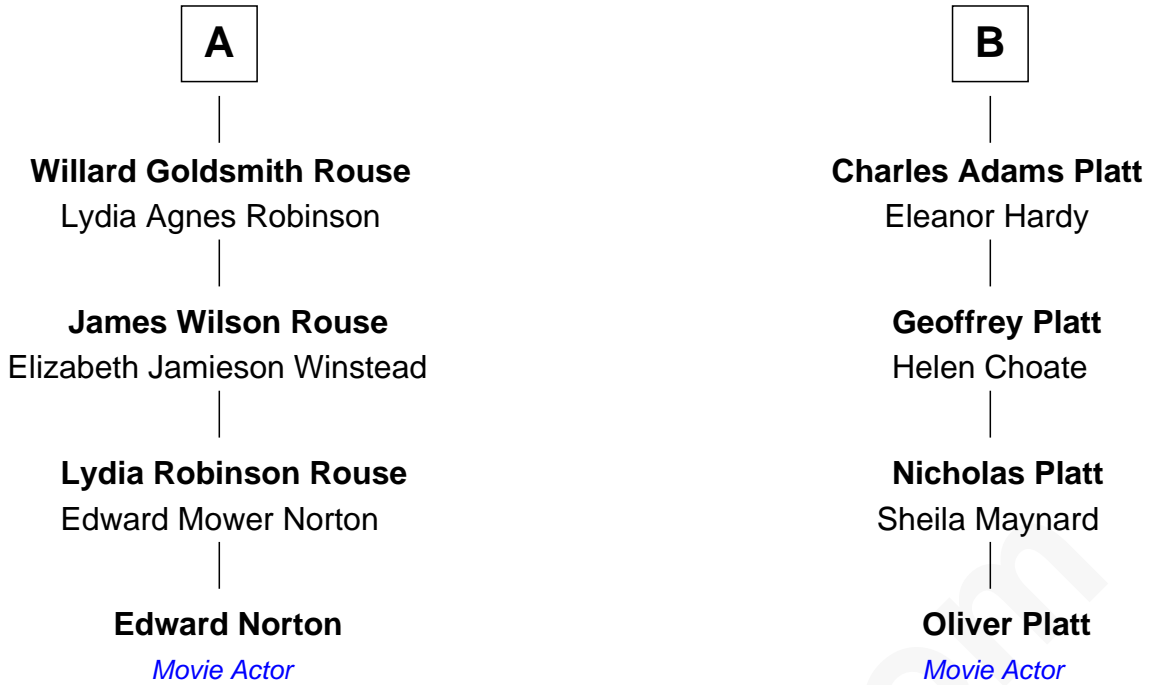 A
Willard Goldsmith Rouse
Lydia Agnes Robinson
James Wilson Rouse
Elizabeth Jamieson Winstead
Lydia Robinson Rouse
Edward Mower Norton
Edward Norton
Movie Actor
B
Charles Adams Platt
Eleanor Hardy
Geoffrey Platt
Helen Choate
Nicholas Platt
Sheila Maynard
Oliver Platt
Movie Actor